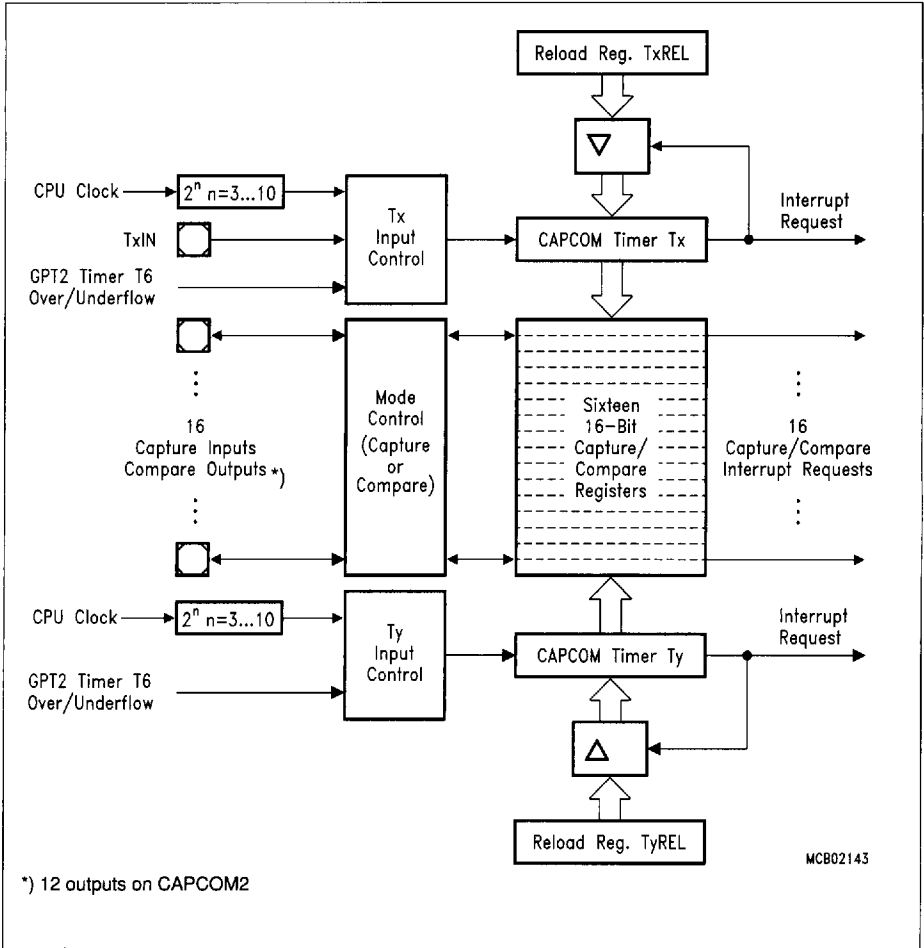 Reload Reg. TxREL
CPU Clock
2ⁿ n=3...10
TxIN
GPT2 Timer T6
Over/Underflow
Tx
Input
Control
CAPCOM Timer Tx
Interrupt
Request
16
Capture Inputs
Compare Outputs *)
Mode
Control
(Capture
or
Compare)
Sixteen
16-Bit
Capture/
Compare
Registers
16
Capture/Compare
Interrupt Requests
CPU Clock
2ⁿ n=3...10
GPT2 Timer T6
Over/Underflow
Ty
Input
Control
CAPCOM Timer Ty
Interrupt
Request
Reload Reg. TyREL
MCB02143
*) 12 outputs on CAPCOM2